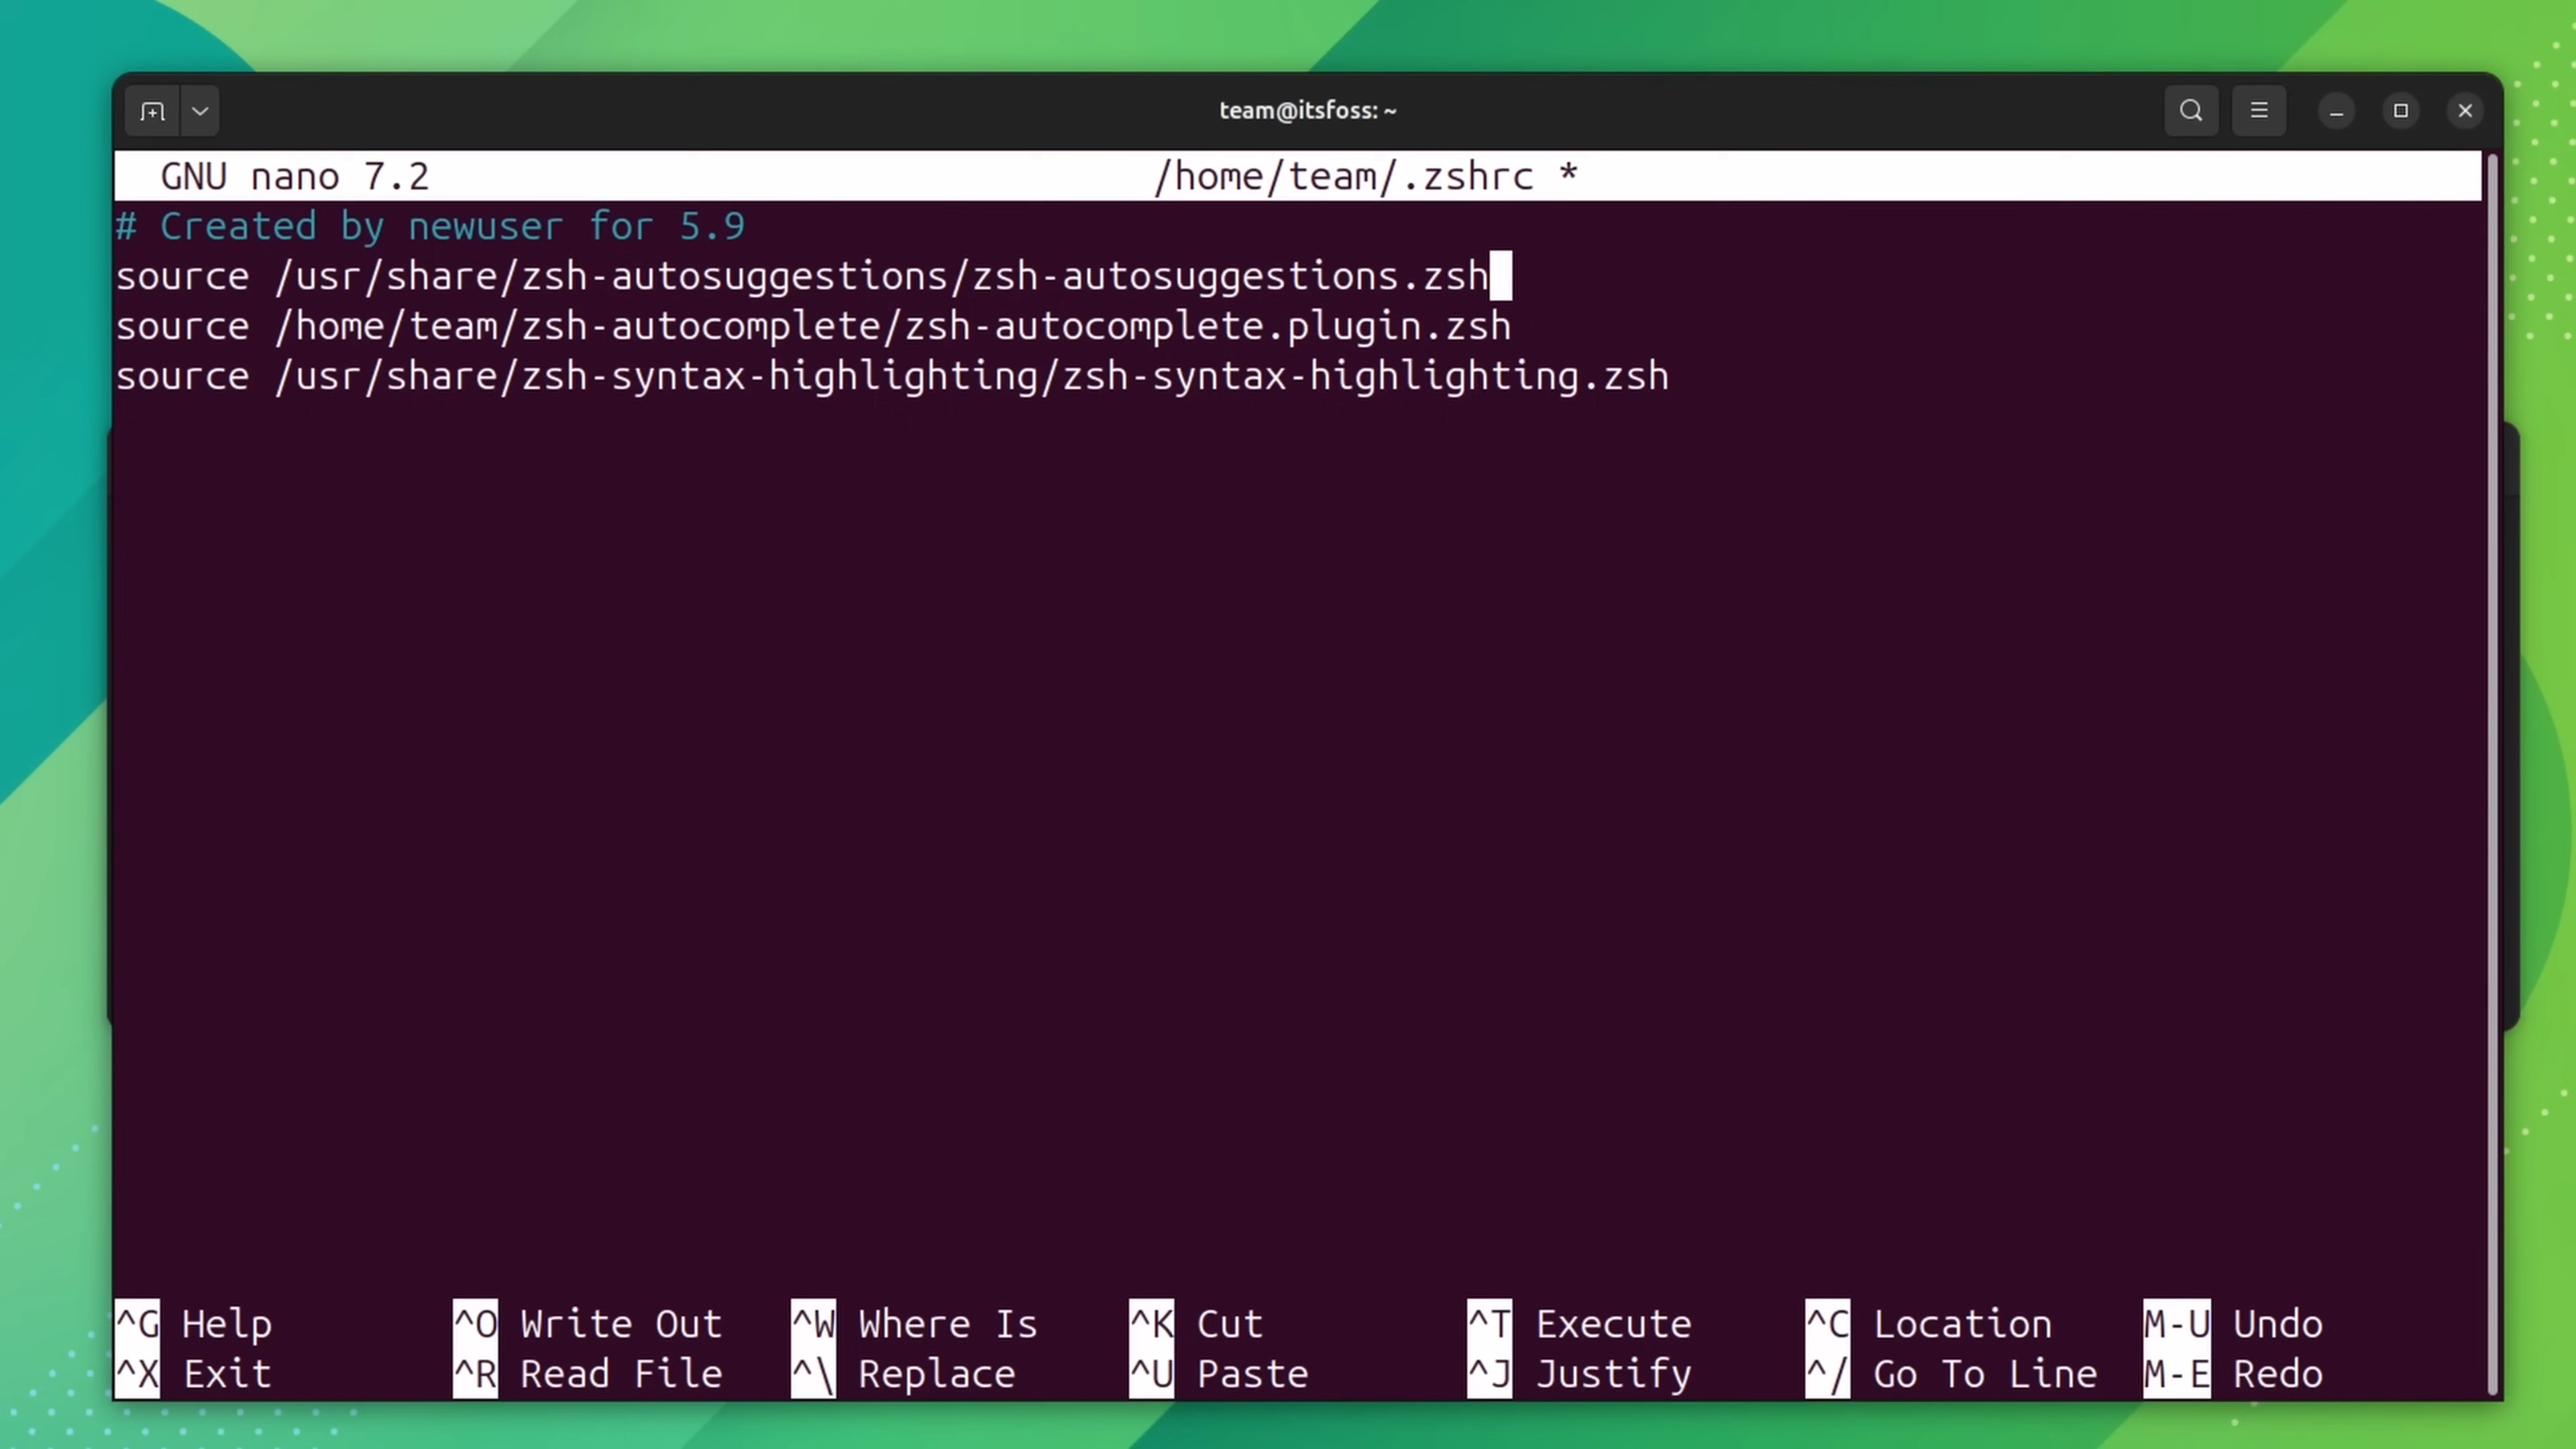 team@itsfoss: ~
GNU nano 7.2 /home/team/.zshrc *
# Created by newuser for 5.9
source /usr/share/zsh-autosuggestions/zsh-autosuggestions.zsh
source /home/team/zsh-autocomplete/zsh-autocomplete.plugin.zsh
source /usr/share/zsh-syntax-highlighting/zsh-syntax-highlighting.zsh
^G Help ^O Write Out ^W Where Is ^K Cut ^T Execute ^C Location M-U Undo
^X Exit ^R Read File ^\ Replace ^U Paste ^J Justify ^/ Go To Line M-E Redo